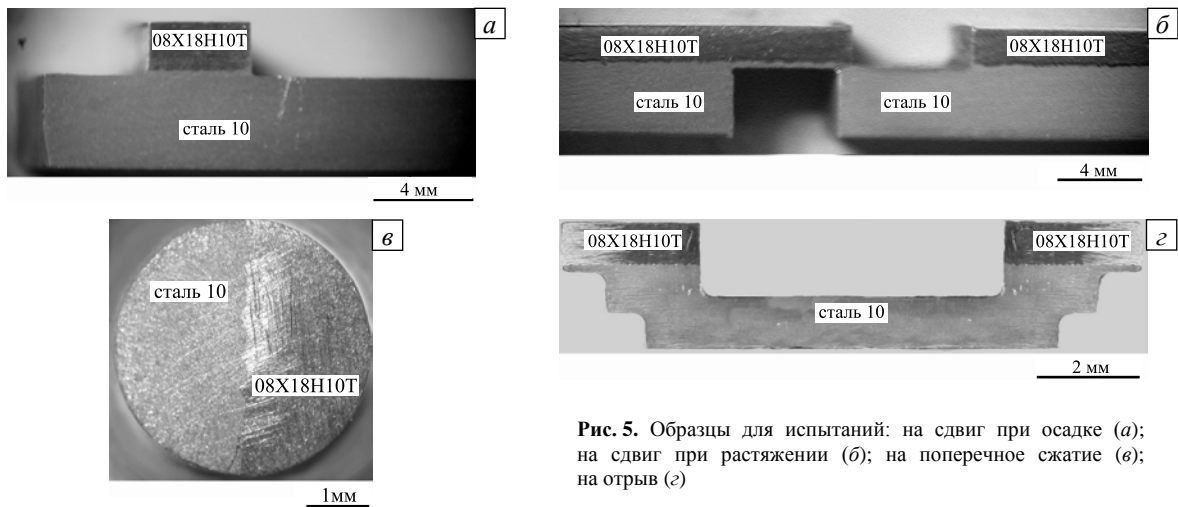 08Х18Н10Т
а
сталь 10
4 мм
08Х18Н10Т
08Х18Н10Т
б
сталь 10
сталь 10
4 мм
в
сталь 10
08Х18Н10Т
1мм
08Х18Н10Т
08Х18Н10Т
г
сталь 10
2 мм
Рис. 5. Образцы для испытаний: на сдвиг при осадке (а);
на сдвиг при растяжении (б); на поперечное сжатие (в);
на отрыв (г)